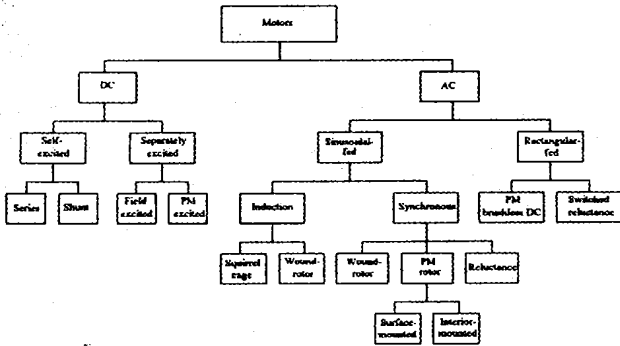 Motors
DC
AC
Self-
excited
Separately
excited
Sinusoidal-
fed
Rectangular-
fed
Series
Shunt
Field
excited
PM
excited
Induction
Synchronous
PM
brushless DC
Switched
reluctance
Squirrel
cage
Wound-
rotor
Wound-
rotor
PM
rotor
Reluctance
Surface-
mounted
Interior-
mounted